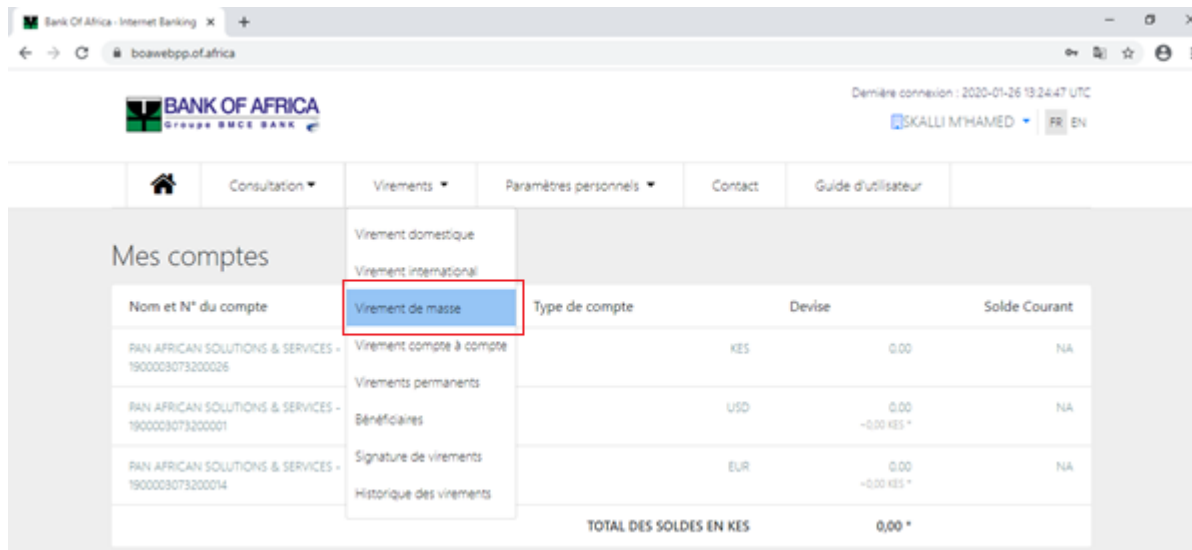 Bank Of Africa - Internet Banking
boawebpp.of.africa
BANK OF AFRICA
Groupe BMCE BANK
Dernière connexion : 2020-01-26 13:24:47 UTC
SKALLI M'HAMED FR EN
Consultation Virements Paramètres personnels Contact Guide d'utilisateur
Mes comptes
Virement domestique
Virement international
Virement de masse
Virement compte à compte
Virements permanents
Bénéficiaires
Signature de virements
Historique des virements
Nom et N° du compte Type de compte Devise Solde Courant
PAN AFRICAN SOLUTIONS & SERVICES - KES 0.00 NA
1900003073200026
PAN AFRICAN SOLUTIONS & SERVICES - USD 0.00 NA
1900003073200001 ~0,00 KES *
PAN AFRICAN SOLUTIONS & SERVICES - EUR 0.00 NA
1900003073200014 ~0,00 KES *
TOTAL DES SOLDES EN KES 0,00 *